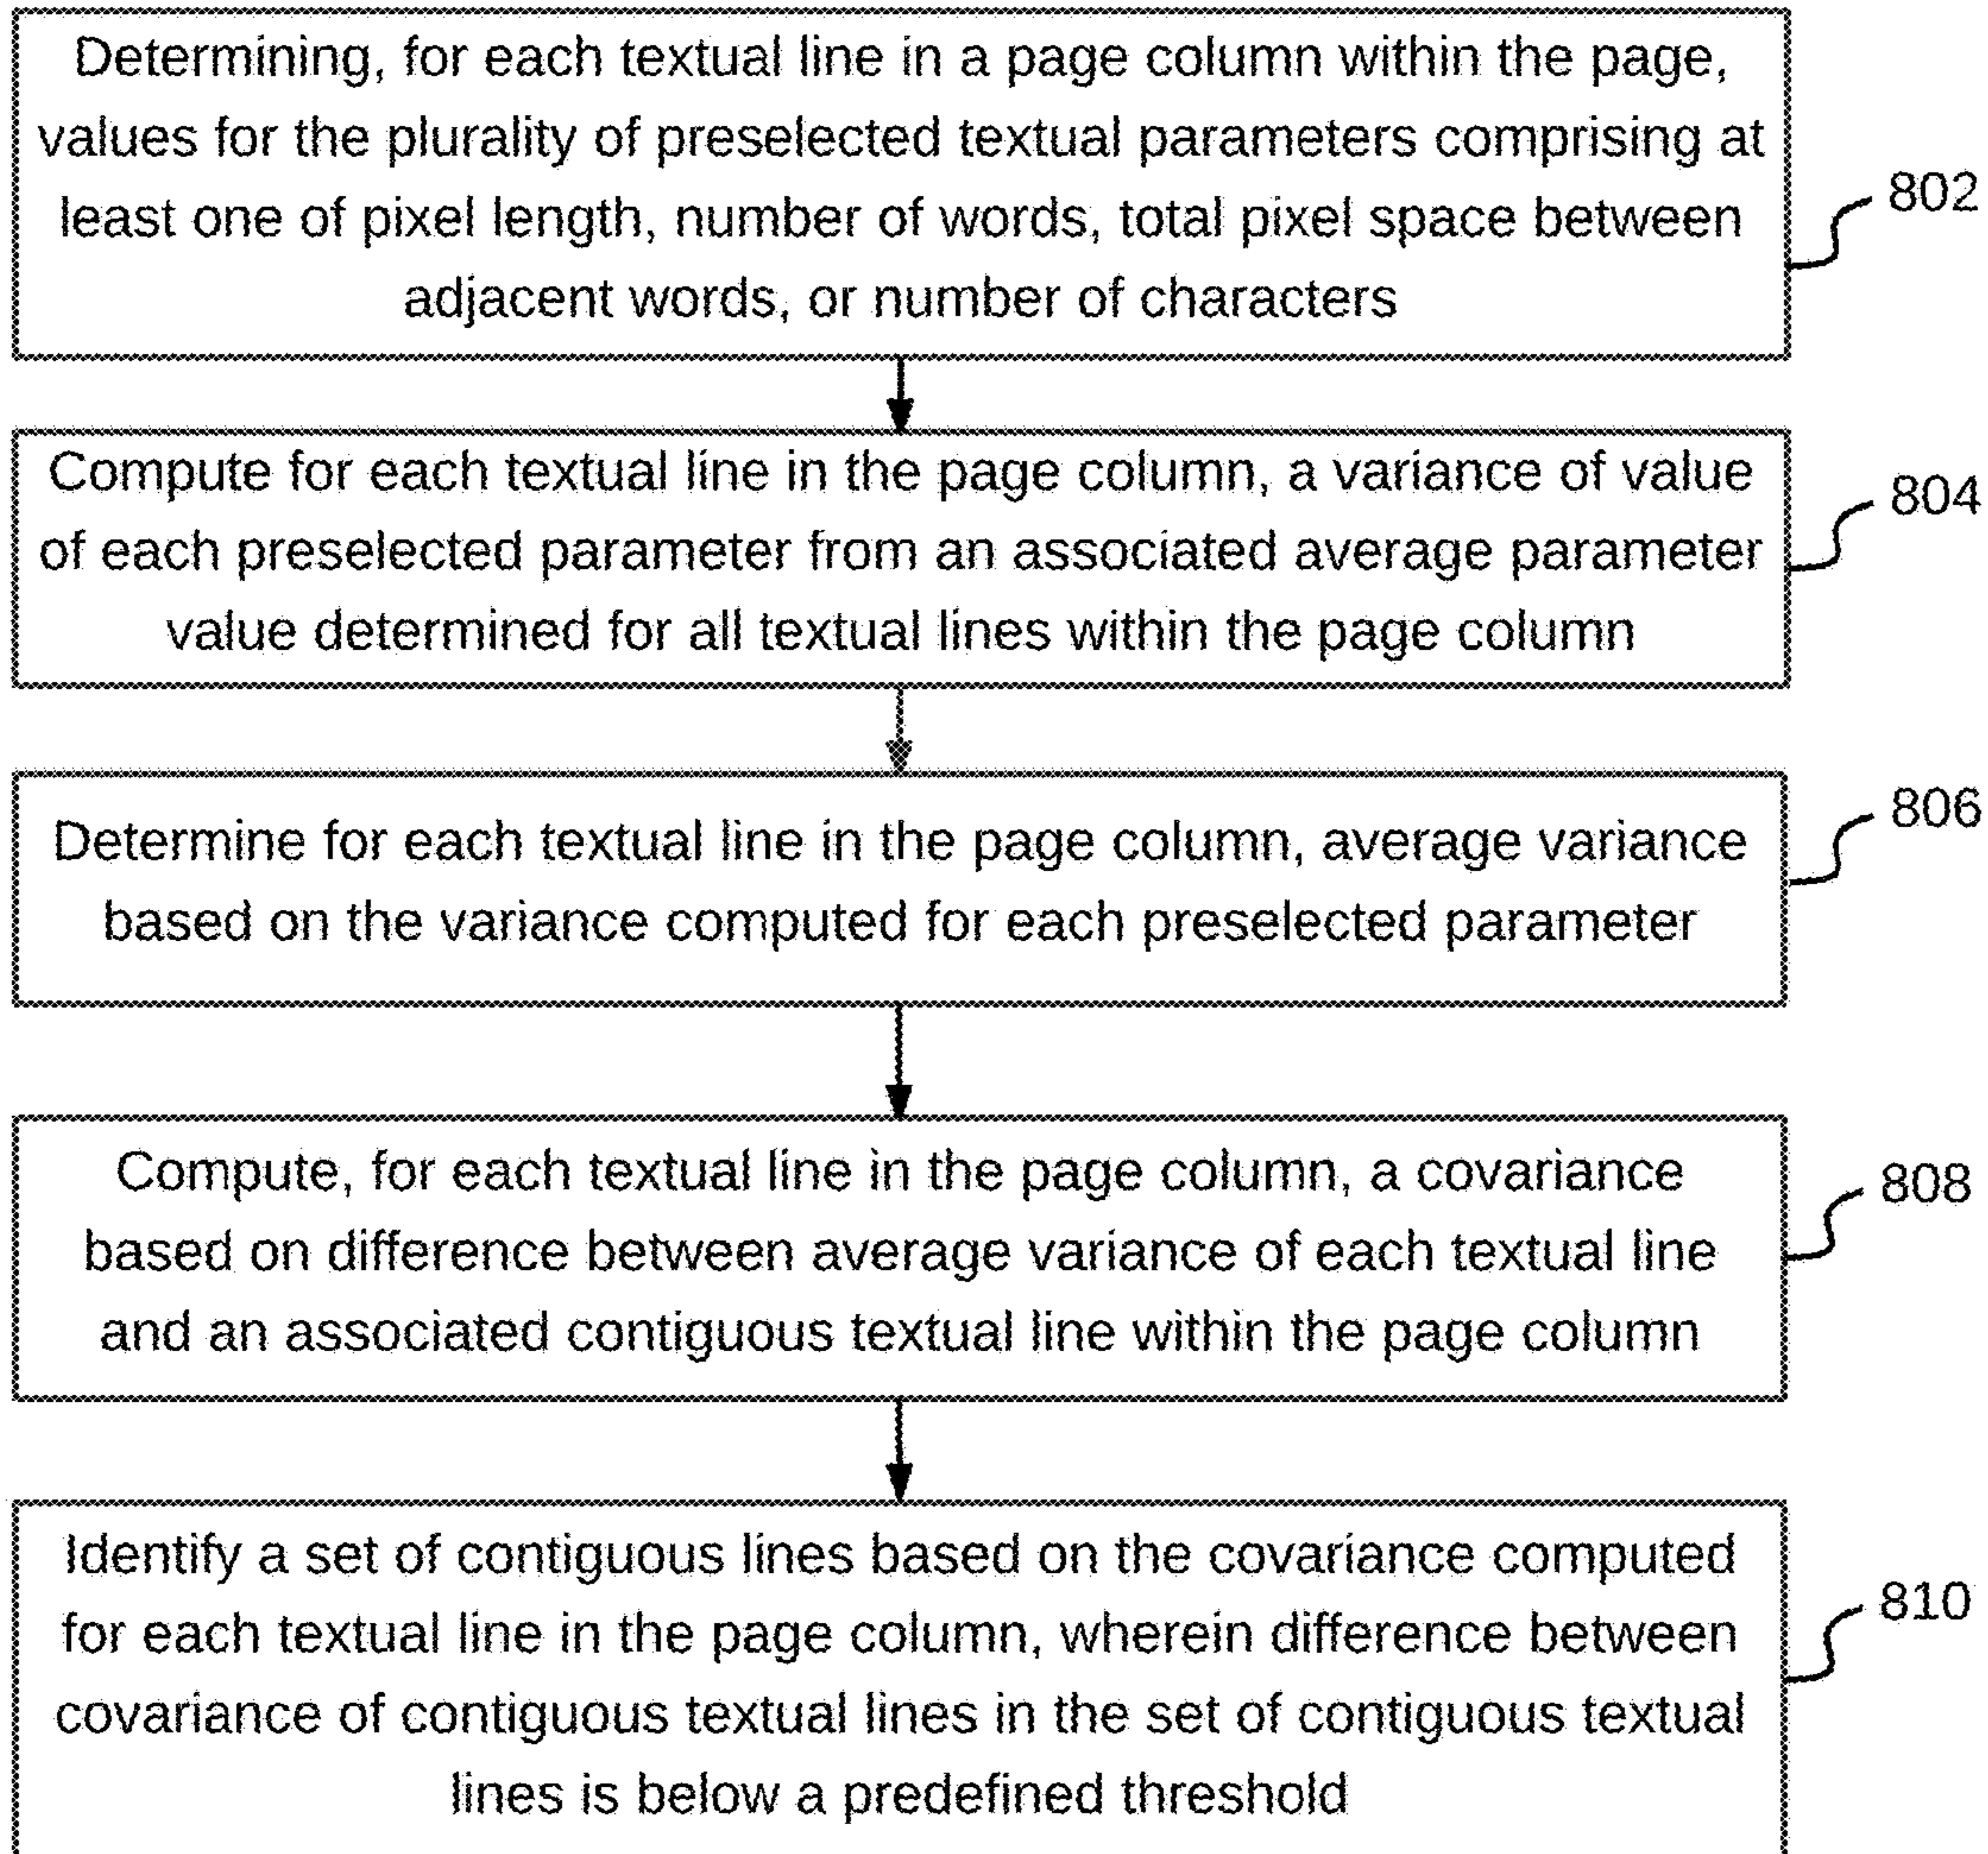 Determining, for each textual line in a page column within the page,
values for the plurality of preselected textual parameters comprising at
least one of pixel length, number of words, total pixel space between
adjacent words, or number of characters
802
Compute for each textual line in the page column, a variance of value
of each preselected parameter from an associated average parameter
value determined for all textual lines within the page column
804
Determine for each textual line in the page column, average variance
based on the variance computed for each preselected parameter
806
Compute, for each textual line in the page column, a covariance
based on difference between average variance of each textual line
and an associated contiguous textual line within the page column
808
Identify a set of contiguous lines based on the covariance computed
for each textual line in the page column, wherein difference between
covariance of contiguous textual lines in the set of contiguous textual
lines is below a predefined threshold
810